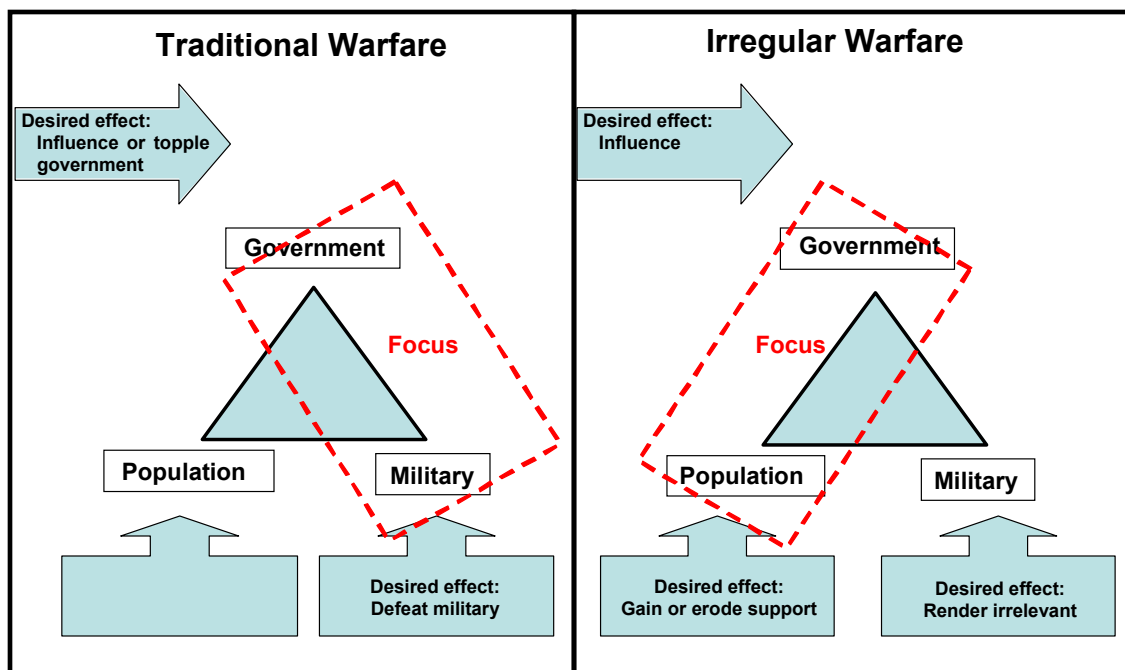 Traditional Warfare
Desired effect:
Influence or topple
government
Government
Focus
Population
Military
Desired effect:
Defeat military
Irregular Warfare
Desired effect:
Influence
Government
Focus
Population
Military
Desired effect:
Gain or erode support
Desired effect:
Render irrelevant